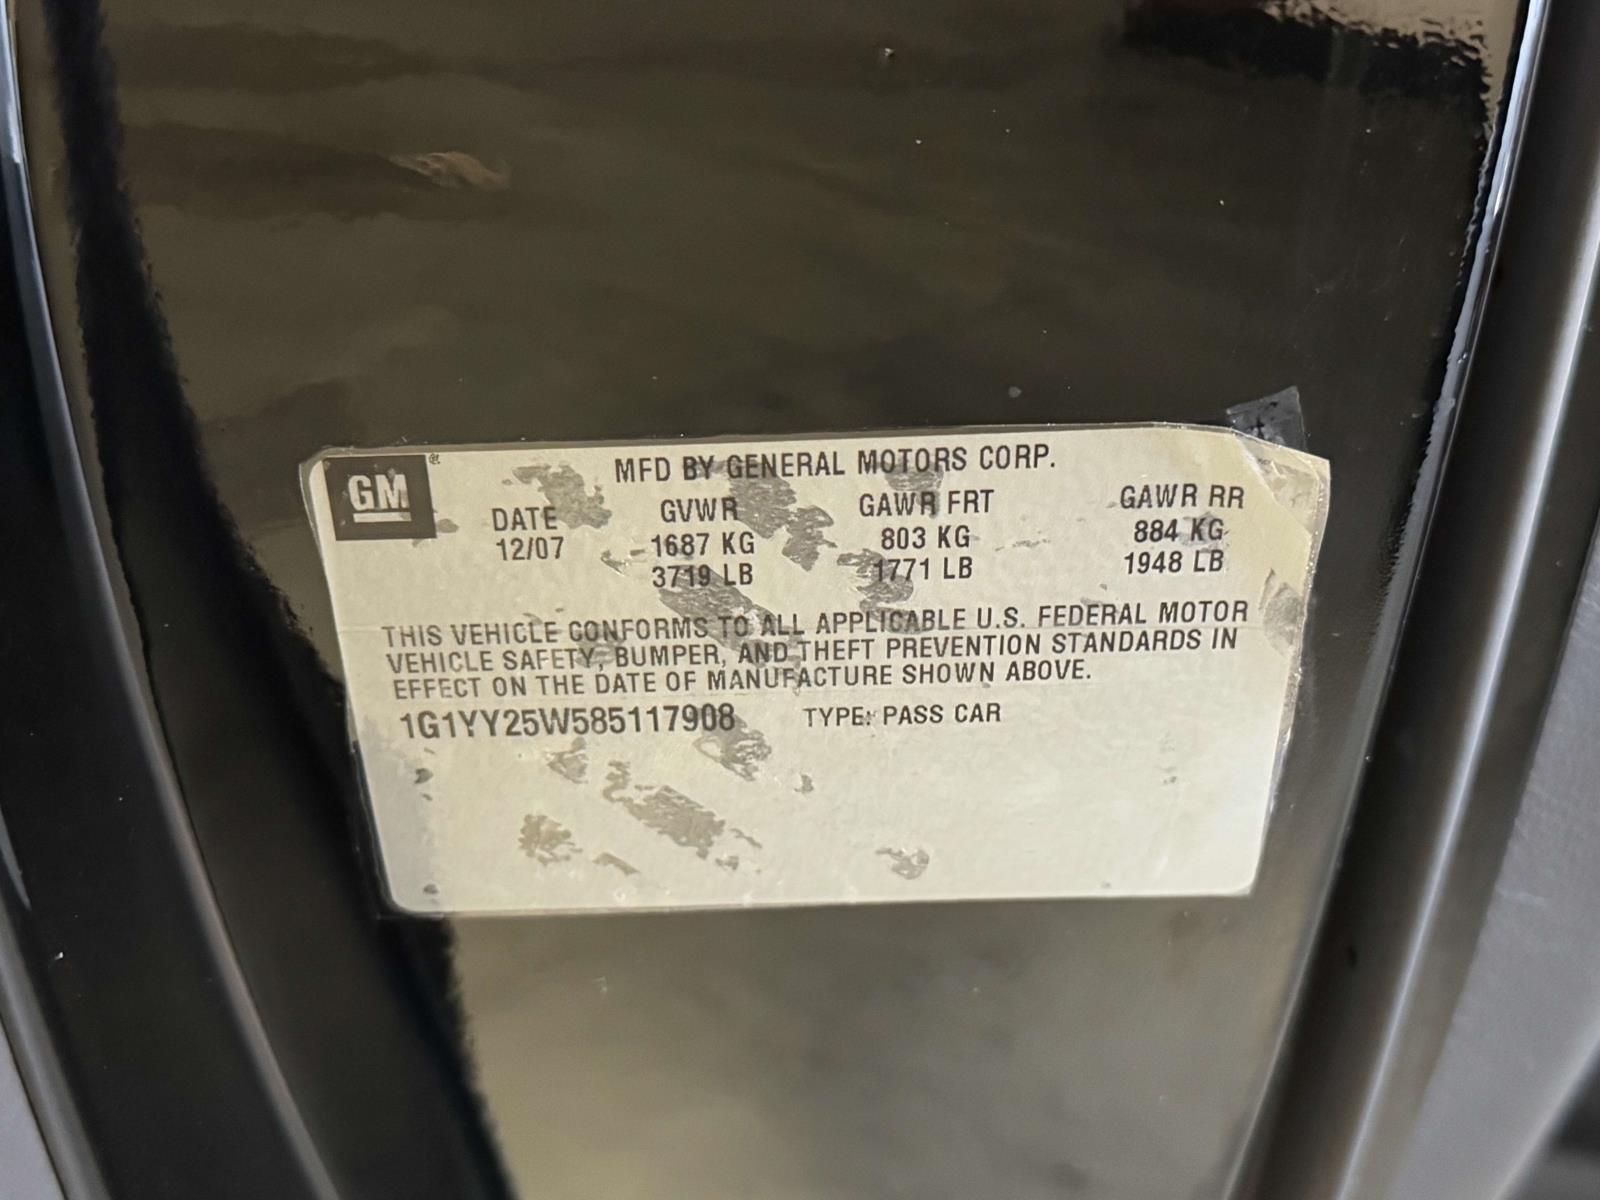 GM
MFD BY GENERAL MOTORS CORP.
DATE GVWR GAWR FRT GAWR RR
12/07 1687 KG 803 KG 884 KG
3719 LB 1771 LB 1948 LB
THIS VEHICLE CONFORMS TO ALL APPLICABLE U.S. FEDERAL MOTOR
VEHICLE SAFETY, BUMPER, AND THEFT PREVENTION STANDARDS IN
EFFECT ON THE DATE OF MANUFACTURE SHOWN ABOVE.
1G1YY25W585117908 TYPE: PASS CAR